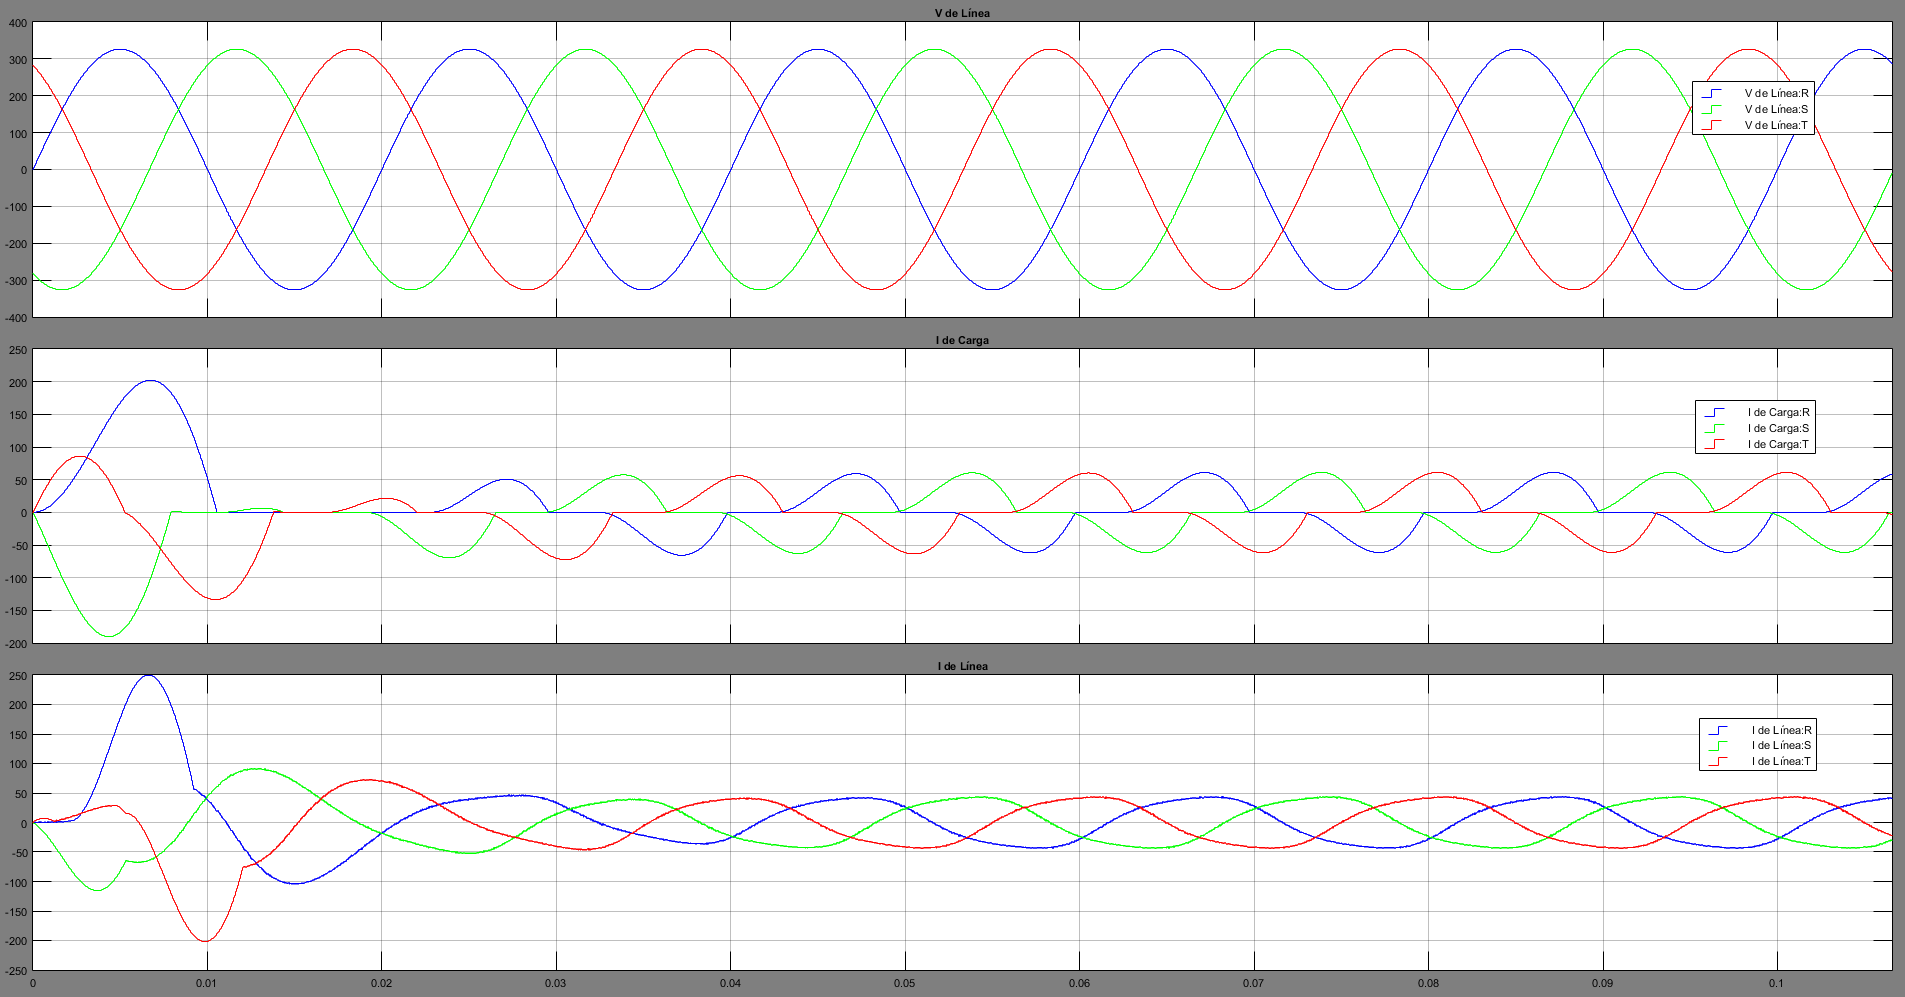 V de Línea
400
300
200
100
0
-100
-200
-300
-400
V de Línea:R
V de Línea:S
V de Línea:T
I de Carga
250
200
150
100
50
0
-50
-100
-150
-200
I de Carga:R
I de Carga:S
I de Carga:T
I de Línea
250
200
150
100
50
0
-50
-100
-150
-200
-250
I de Línea:R
I de Línea:S
I de Línea:T
0 0.01 0.02 0.03 0.04 0.05 0.06 0.07 0.08 0.09 0.1